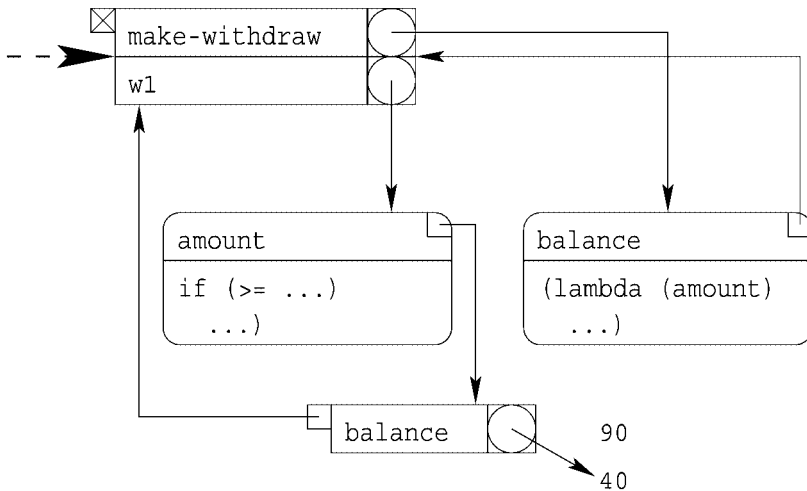 make-withdraw
w1
amount
if (>= ...)
...)
balance
(lambda (amount)
...)
balance
90
40